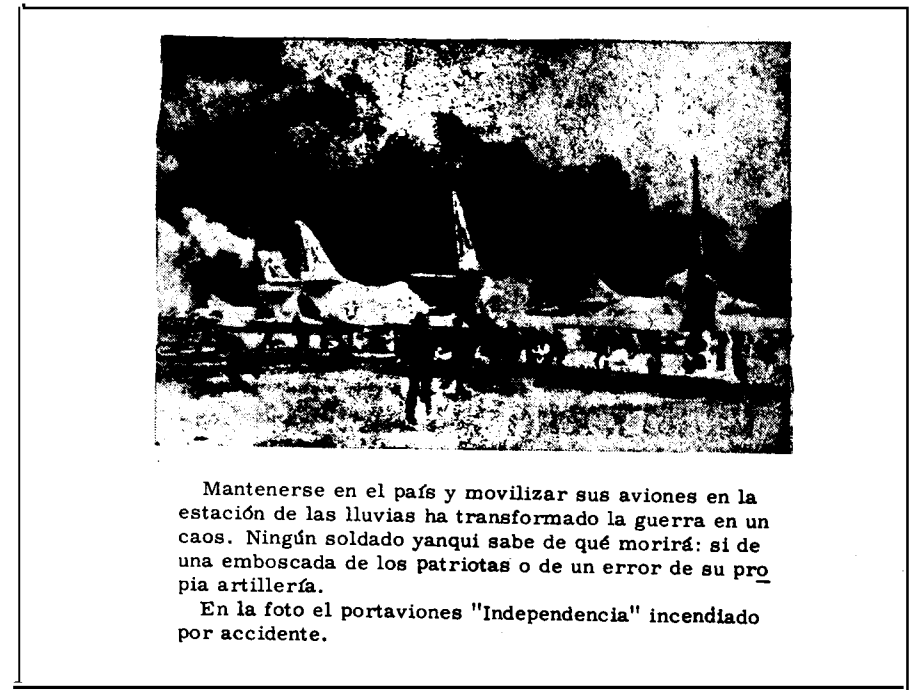 Mantenerse en el país y movilizar sus aviones en la
estación de las lluvias ha transformado la guerra en un
caos. Ningún soldado yanqui sabe de qué morirá: si de
una emboscada de los patriotas o de un error de su pro
pia artillería.
En la foto el portaviones "Independencia" incendiado
por accidente.